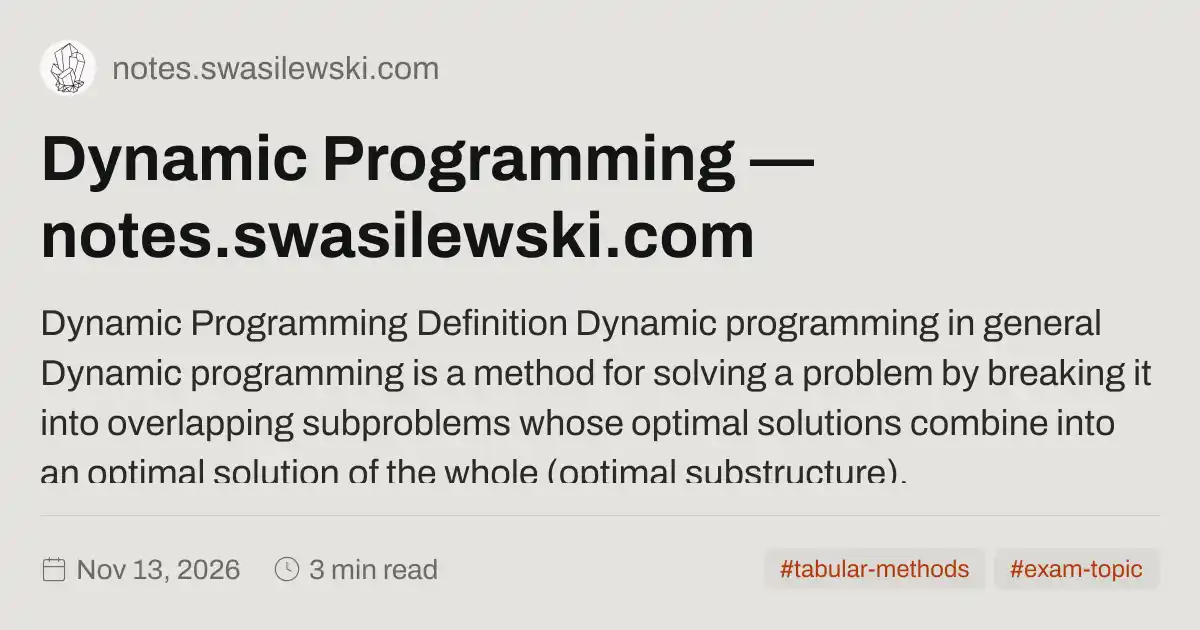 notes.swasilewski.com
Dynamic Programming —
notes.swasilewski.com
Dynamic Programming Definition Dynamic programming in general
Dynamic programming is a method for solving a problem by breaking it
into overlapping subproblems whose optimal solutions combine into
an optimal solution of the whole (optimal substructure).
Nov 13, 2026
3 min read
#tabular-methods
#exam-topic